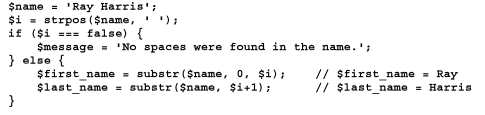 $name = 'Ray Harris';
$i = strpos($name, ' ');
if ($i === false) {
    $message = 'No spaces were found in the name.';
} else {
    $first_name = substr($name, 0, $i);    // $first_name = Ray
    $last_name = substr($name, $i+1);      // $last_name = Harris
}